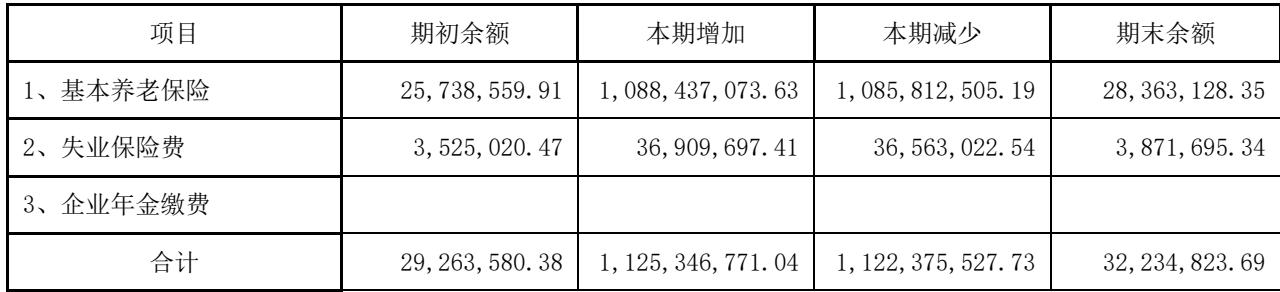 项目 期初余额 本期增加 本期减少 期末余额
1、基本养老保险 25,738,559.91 1,088,437,073.63 1,085,812,505.19 28,363,128.35
2、失业保险费 3,525,020.47 36,909,697.41 36,563,022.54 3,871,695.34
3、企业年金缴费
合计 29,263,580.38 1,125,346,771.04 1,122,375,527.73 32,234,823.69